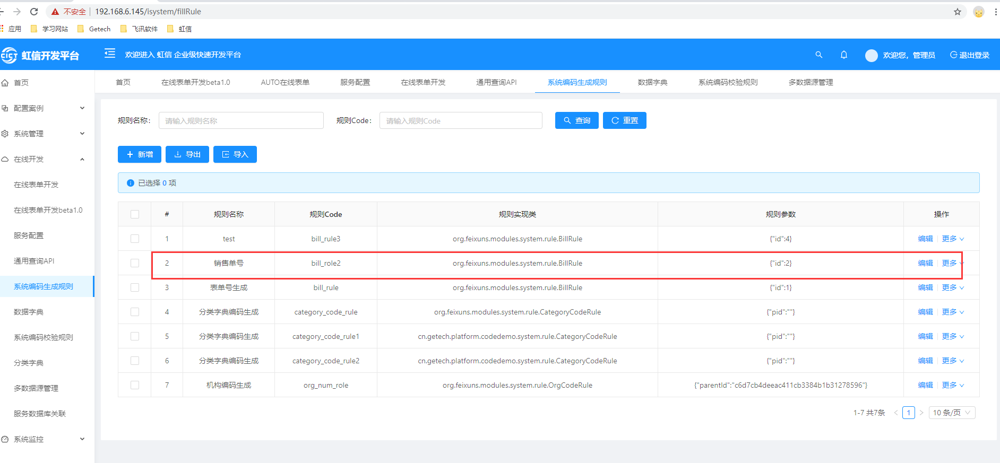 不安全 192.168.6.145/isystem/fillRule
应用 学习网站 Getech 飞讯软件 虹信
EICT 虹信开发平台 欢迎进入 虹信 企业级快速开发平台 欢迎您，管理员 退出登录
首页 在线表单开发beta1.0 AUTO在线表单 服务配置 在线表单开发 通用查询API 系统编码生成规则 数据字典 系统编码校验规则 多数据源管理
首页
配置案例
系统管理
在线开发
在线表单开发
在线表单开发beta1.0
服务配置
通用查询API
系统编码生成规则
数据字典
系统编码校验规则
分类字典
多数据源管理
服务数据库关联
系统监控
规则名称： 请输入规则名称 规则Code： 请输入规则Code 查询 重置
新增 导出 导入
已选择 0 项
# 规则名称 规则Code 规则实现类 规则参数 操作
1 test bill_rule3 org.feixuns.modules.system.rule.BillRule {"id":4} 编辑 更多
2 销售单号 bill_role2 org.feixuns.modules.system.rule.BillRule {"id":2} 编辑 更多
3 表单号生成 bill_rule org.feixuns.modules.system.rule.BillRule {"id":1} 编辑 更多
4 分类字典编码生成 category_code_rule org.feixuns.modules.system.rule.CategoryCodeRule {"pid":""} 编辑 更多
5 分类字典编码生成 category_code_rule1 cn.getech.platform.codedemo.system.rule.CategoryCodeRule {"pid":""} 编辑 更多
6 分类字典编码生成 category_code_rule2 cn.getech.platform.codedemo.system.rule.CategoryCodeRule {"pid":""} 编辑 更多
7 机构编码生成 org_num_role org.feixuns.modules.system.rule.OrgCodeRule {"parentId":"c6d7cb4deeac411cb3384b1b31278596"} 编辑 更多
1-7 共7条 1 10 条/页